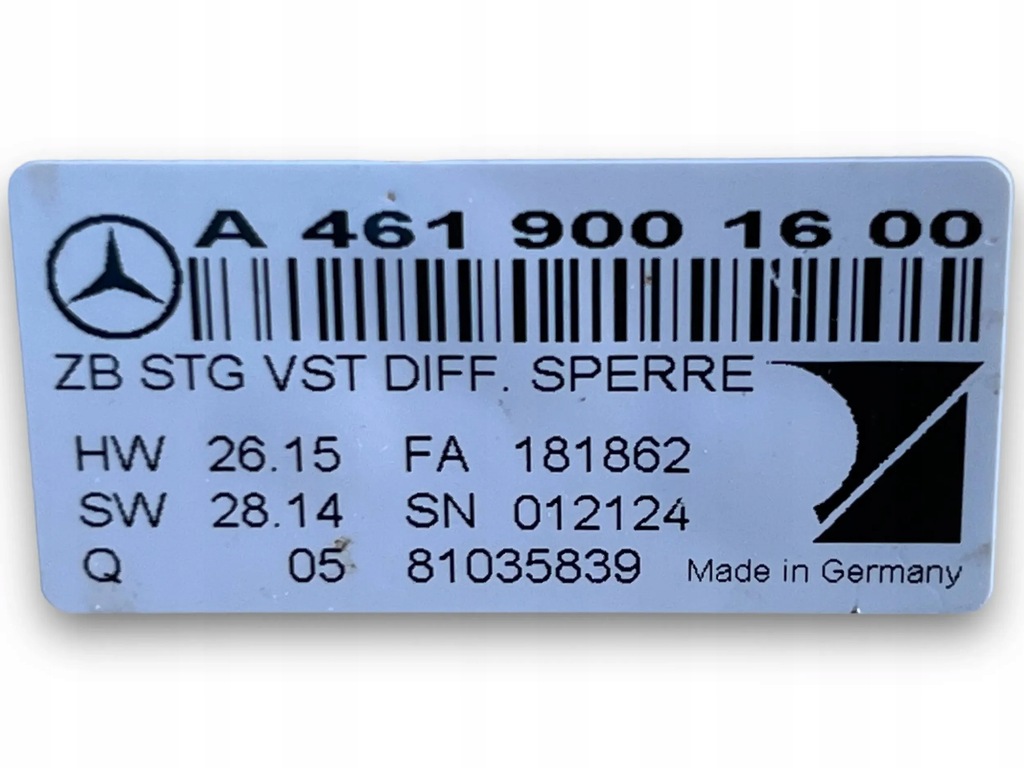 A 461 900 16 00
ZB STG VST DIFF. SPERRE
HW 26.15 FA 181862
SW 28.14 SN 012124
Q 05 81035839 Made in Germany